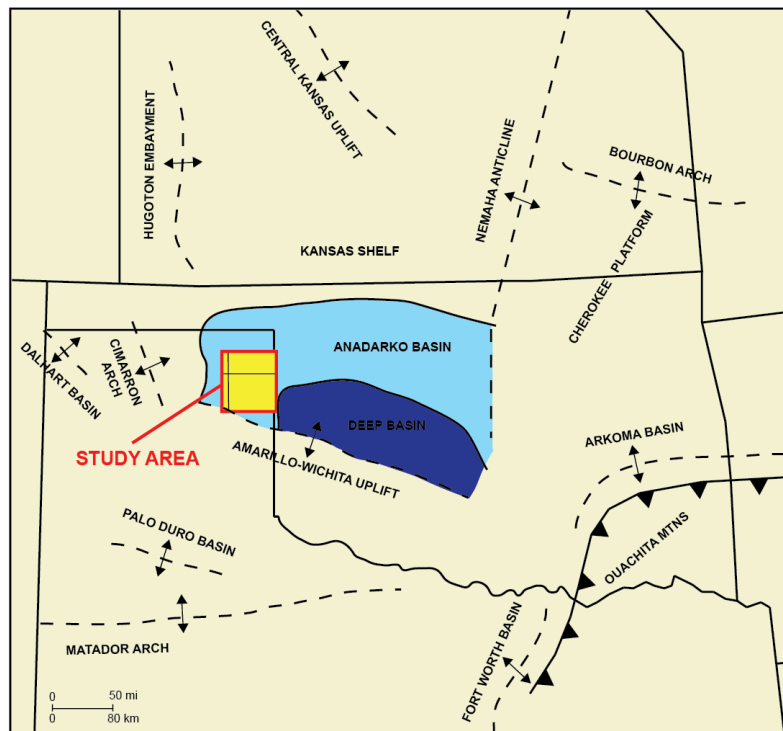 CENTRAL KANSAS UPLIFT
HUGOTON EMBAYMENT
NEMAHA ANTICLINE
BOURBON ARCH
CHEROKEE PLATFORM
KANSAS SHELF
DALHART BASIN
CIMARRON
ARCH
ANADARKO BASIN
DEEP BASIN
STUDY AREA
AMARILLO-WICHITA UPLIFT
ARKOMA BASIN
OUACHITA MTNS
PALO DURO BASIN
MATADOR ARCH
FORT WORTH BASIN
0 50 mi
0 80 km